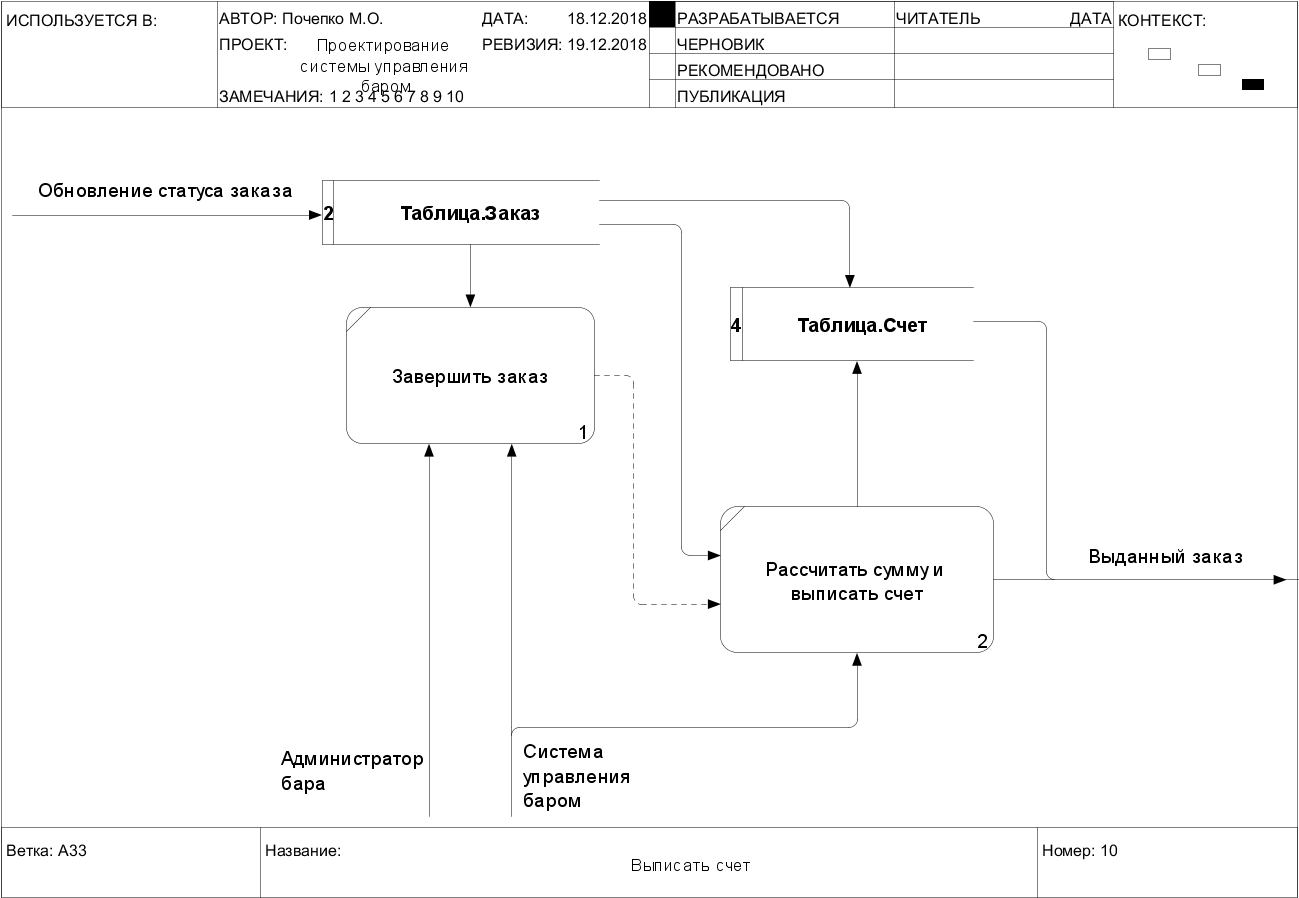 ИСПОЛЬЗУЕТСЯ В:
АВТОР: Почепко М.О.
ДАТА: 18.12.2018
ПРОЕКТ: Проектирование
системы управления
баром
РЕВИЗИЯ: 19.12.2018
ЗАМЕЧАНИЯ: 1 2 3 4 5 6 7 8 9 10
РАЗРАБАТЫВАЕТСЯ
ЧЕРНОВИК
РЕКОМЕНДОВАНО
ПУБЛИКАЦИЯ
ЧИТАТЕЛЬ ДАТА
КОНТЕКСТ:
Обновление статуса заказа
2 Таблица.Заказ
4 Таблица.Счет
Завершить заказ
1
Рассчитать сумму и
выписать счет
2
Выданный заказ
Администратор
бара
Система
управления
баром
Ветка: A33
Название:
Выписать счет
Номер: 10